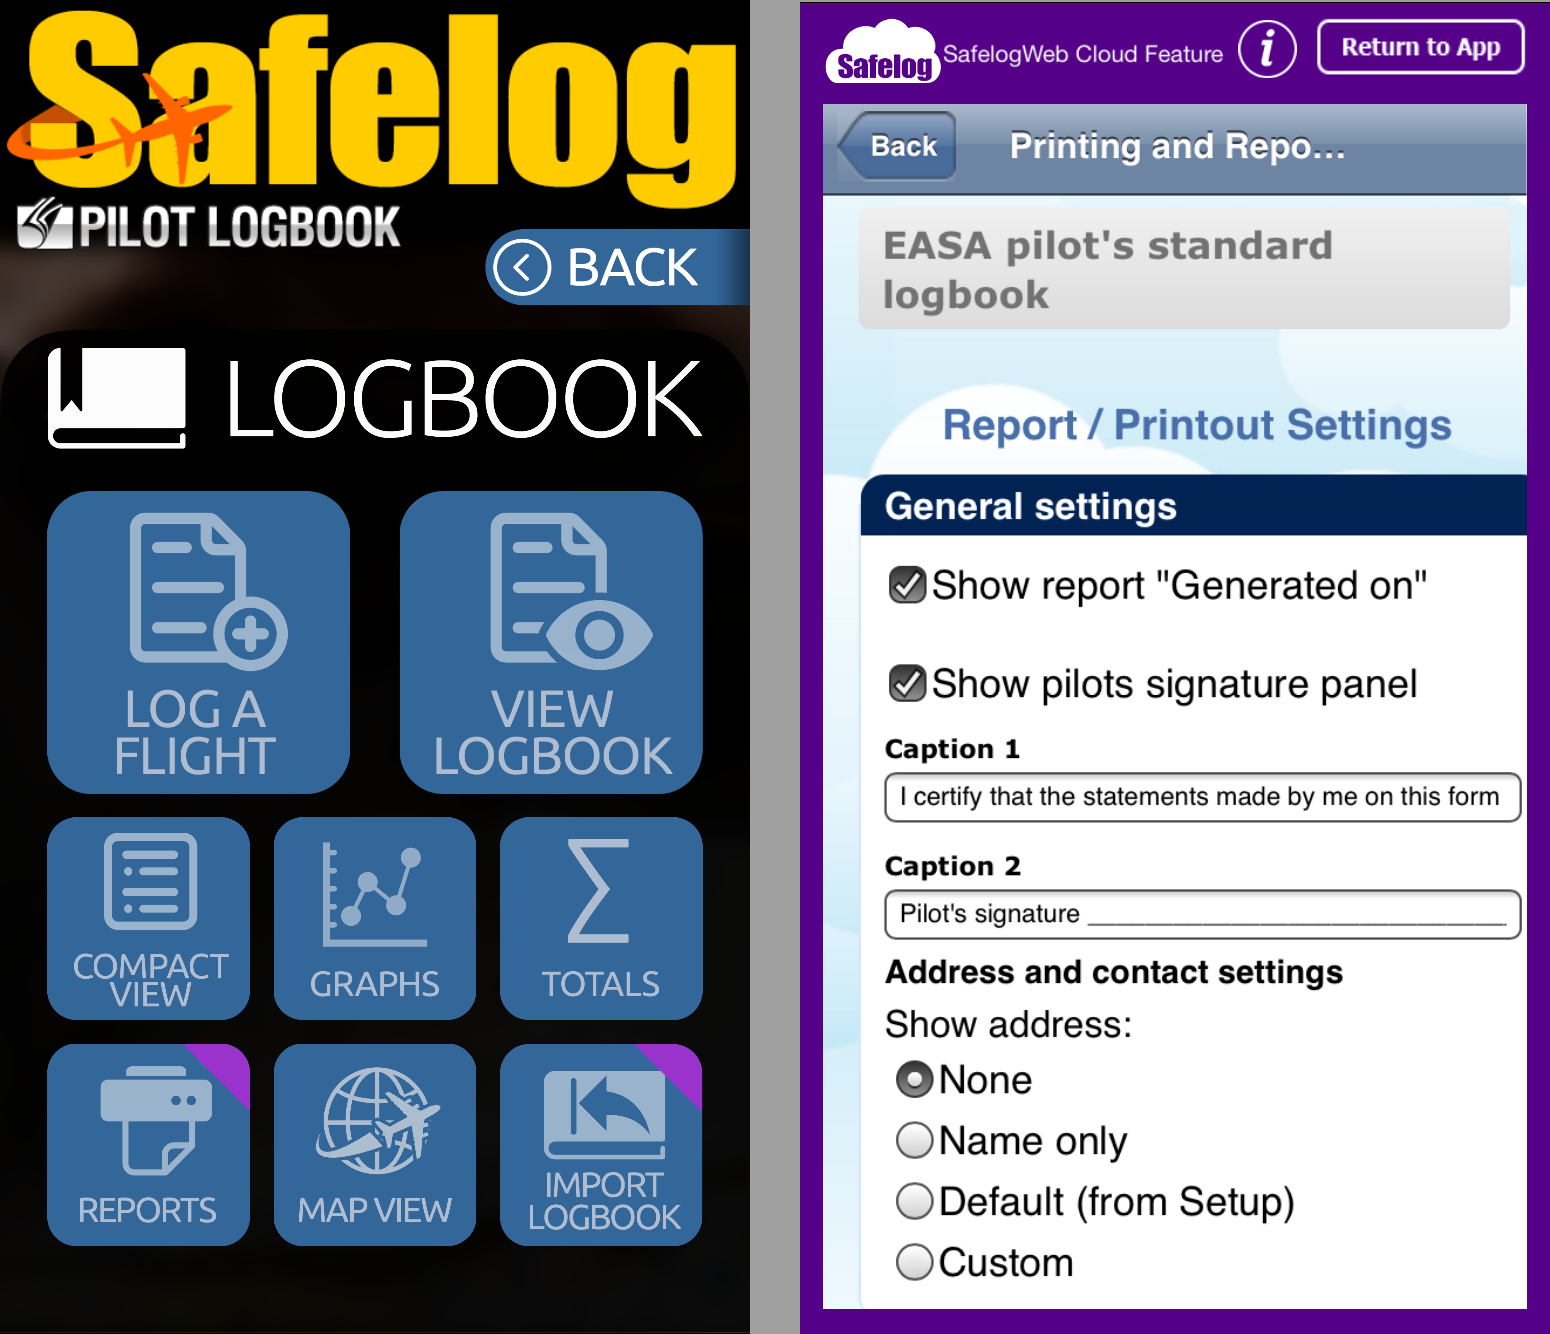 Safelog
PILOT LOGBOOK
BACK
LOGBOOK
LOG A
FLIGHT
VIEW
LOGBOOK
COMPACT
VIEW
GRAPHS
TOTALS
REPORTS
MAP VIEW
IMPORT
LOGBOOK
Safelog SafelogWeb Cloud Feature i Return to App
Back Printing and Repo...
EASA pilot's standard
logbook
Report / Printout Settings
General settings
Show report "Generated on"
Show pilots signature panel
Caption 1
I certify that the statements made by me on this form
Caption 2
Pilot's signature ______________________________
Address and contact settings
Show address:
None
Name only
Default (from Setup)
Custom